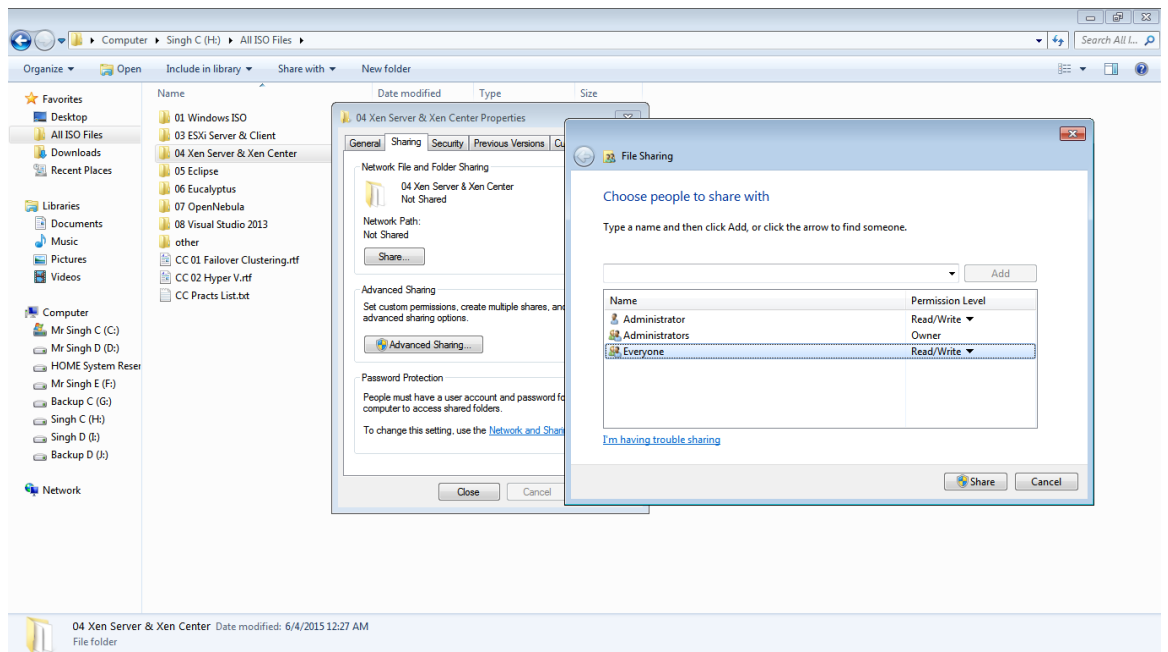 Computer ▸ Singh C (H:) ▸ All ISO Files ▸
Search All I...
Organize ▾ Open Include in library ▾ Share with ▾ New folder
Favorites
Desktop
All ISO Files
Downloads
Recent Places
Libraries
Documents
Music
Pictures
Videos
Computer
Mr Singh C (C:)
Mr Singh D (D:)
HOME System Reser
Mr Singh E (F:)
Backup C (G:)
Singh C (H:)
Singh D (I:)
Backup D (J:)
Network
Name Date modified Type Size
01 Windows ISO
03 ESXi Server & Client
04 Xen Server & Xen Center
05 Eclipse
06 Eucalyptus
07 OpenNebula
08 Visual Studio 2013
other
CC 01 Failover Clustering.rtf
CC 02 Hyper V.rtf
CC Practs List.txt
04 Xen Server & Xen Center Properties
General Sharing Security Previous Versions Cu
Network File and Folder Sharing
04 Xen Server & Xen Center
Not Shared
Network Path:
Not Shared
Share...
Advanced Sharing
Set custom permissions, create multiple shares, and
advanced sharing options.
Advanced Sharing...
Password Protection
People must have a user account and password fo
computer to access shared folders.
To change this setting, use the Network and Shari
Close Cancel
File Sharing
Choose people to share with
Type a name and then click Add, or click the arrow to find someone.
Add
Name Permission Level
Administrator Read/Write ▾
Administrators Owner
Everyone Read/Write ▾
I'm having trouble sharing
Share Cancel
04 Xen Server & Xen Center Date modified: 6/4/2015 12:27 AM
File folder